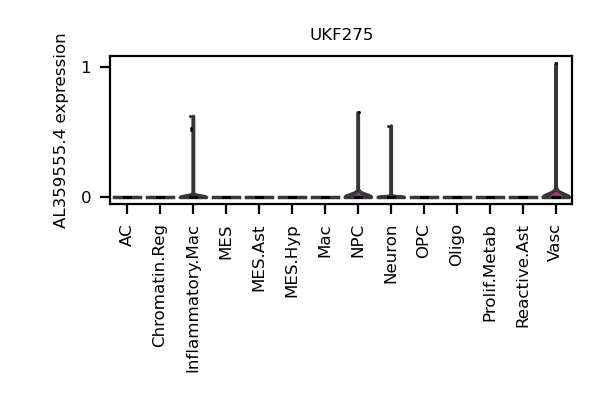 UKF275
AL359555.4 expression
1
0
AC
Chromatin.Reg
Inflammatory.Mac
MES
MES.Ast
MES.Hyp
Mac
NPC
Neuron
OPC
Oligo
Prolif.Metab
Reactive.Ast
Vasc